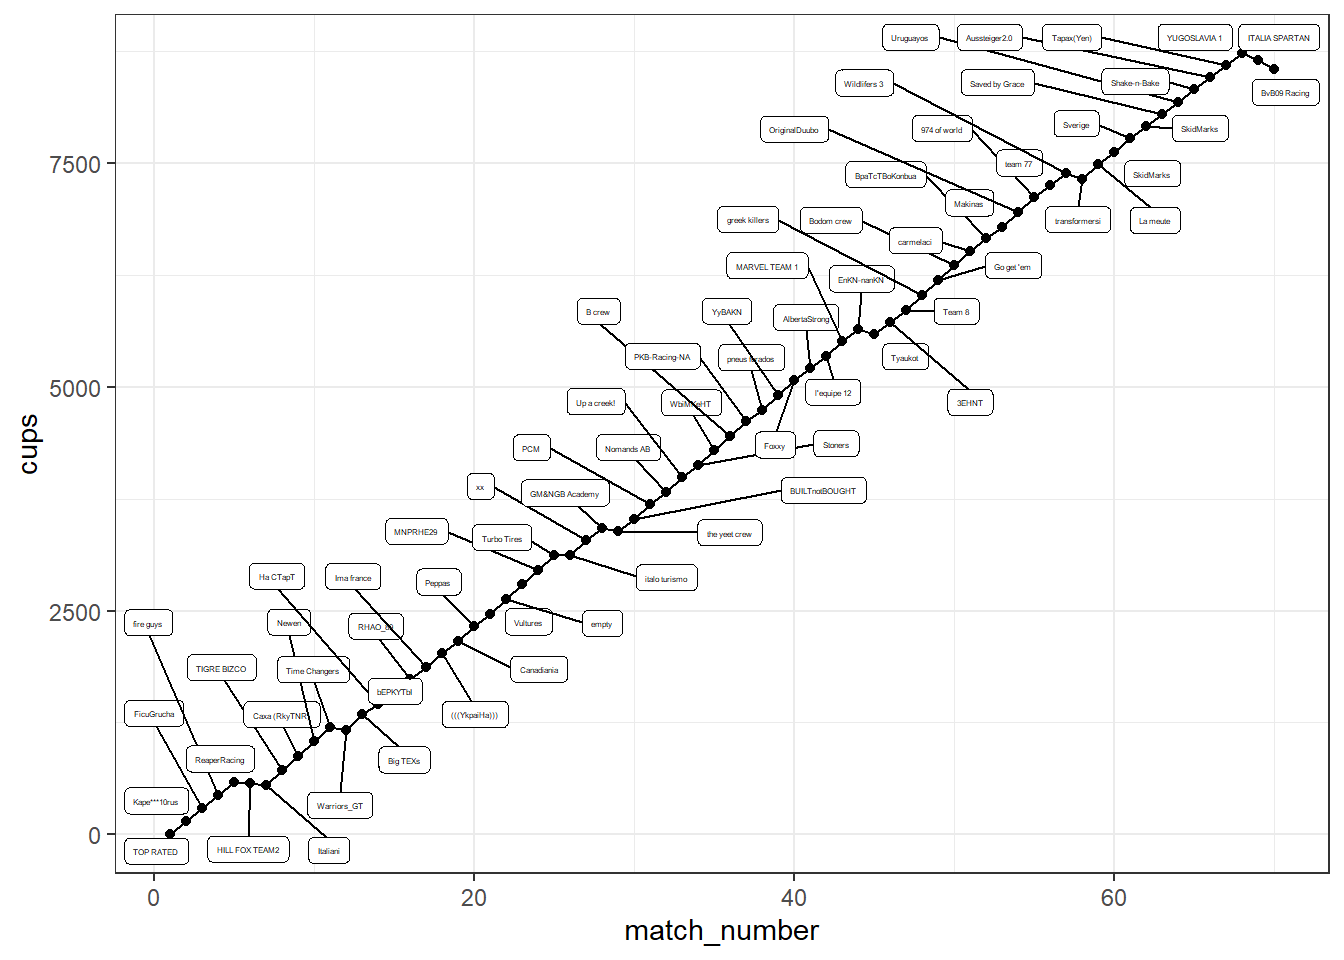 Uruguayos
Aussteiger2.0
Tapax(Yen)
YUGOSLAVIA 1
ITALIA SPARTAN
Wildlifers 3
Saved by Grace
Shake-n-Bake
BvB09 Racing
OriginalDuubo
974 of world
Sverige
SkidMarks
7500
team 77
BpaTcTBoKonbua
SkidMarks
Makinas
greek killers
Bodom crew
transformersi
La meute
carmelaci
MARVEL TEAM 1
Go get 'em
EnKN-nanKN
B crew
YyBAKN
AlbertaStrong
Team 8
PKB-Racing-NA
Tyaukot
5000
l'equipe 12
Up a creek!
3EHNT
cups
PCM
Nomands AB
Foxxy
Stoners
xx
GM&NGB Academy
BUILTnotBOUGHT
MNPRHE29
Turbo Tires
the yeet crew
Ha CTapT
Ima france
Peppas
italo turismo
2500
fire guys
Newen
Vultures
empty
TIGRE BIZCO
Time Changers
Canadiania
bEPKYTbI
FicuGrucha
Caxa (RkyTNR)
(((YkpaiHa)))
ReaperRacing
Big TEXs
Kape***10rus
Warriors_GT
0
TOP RATED
HILL FOX TEAM2
Italiani
0
20
40
60
match_number